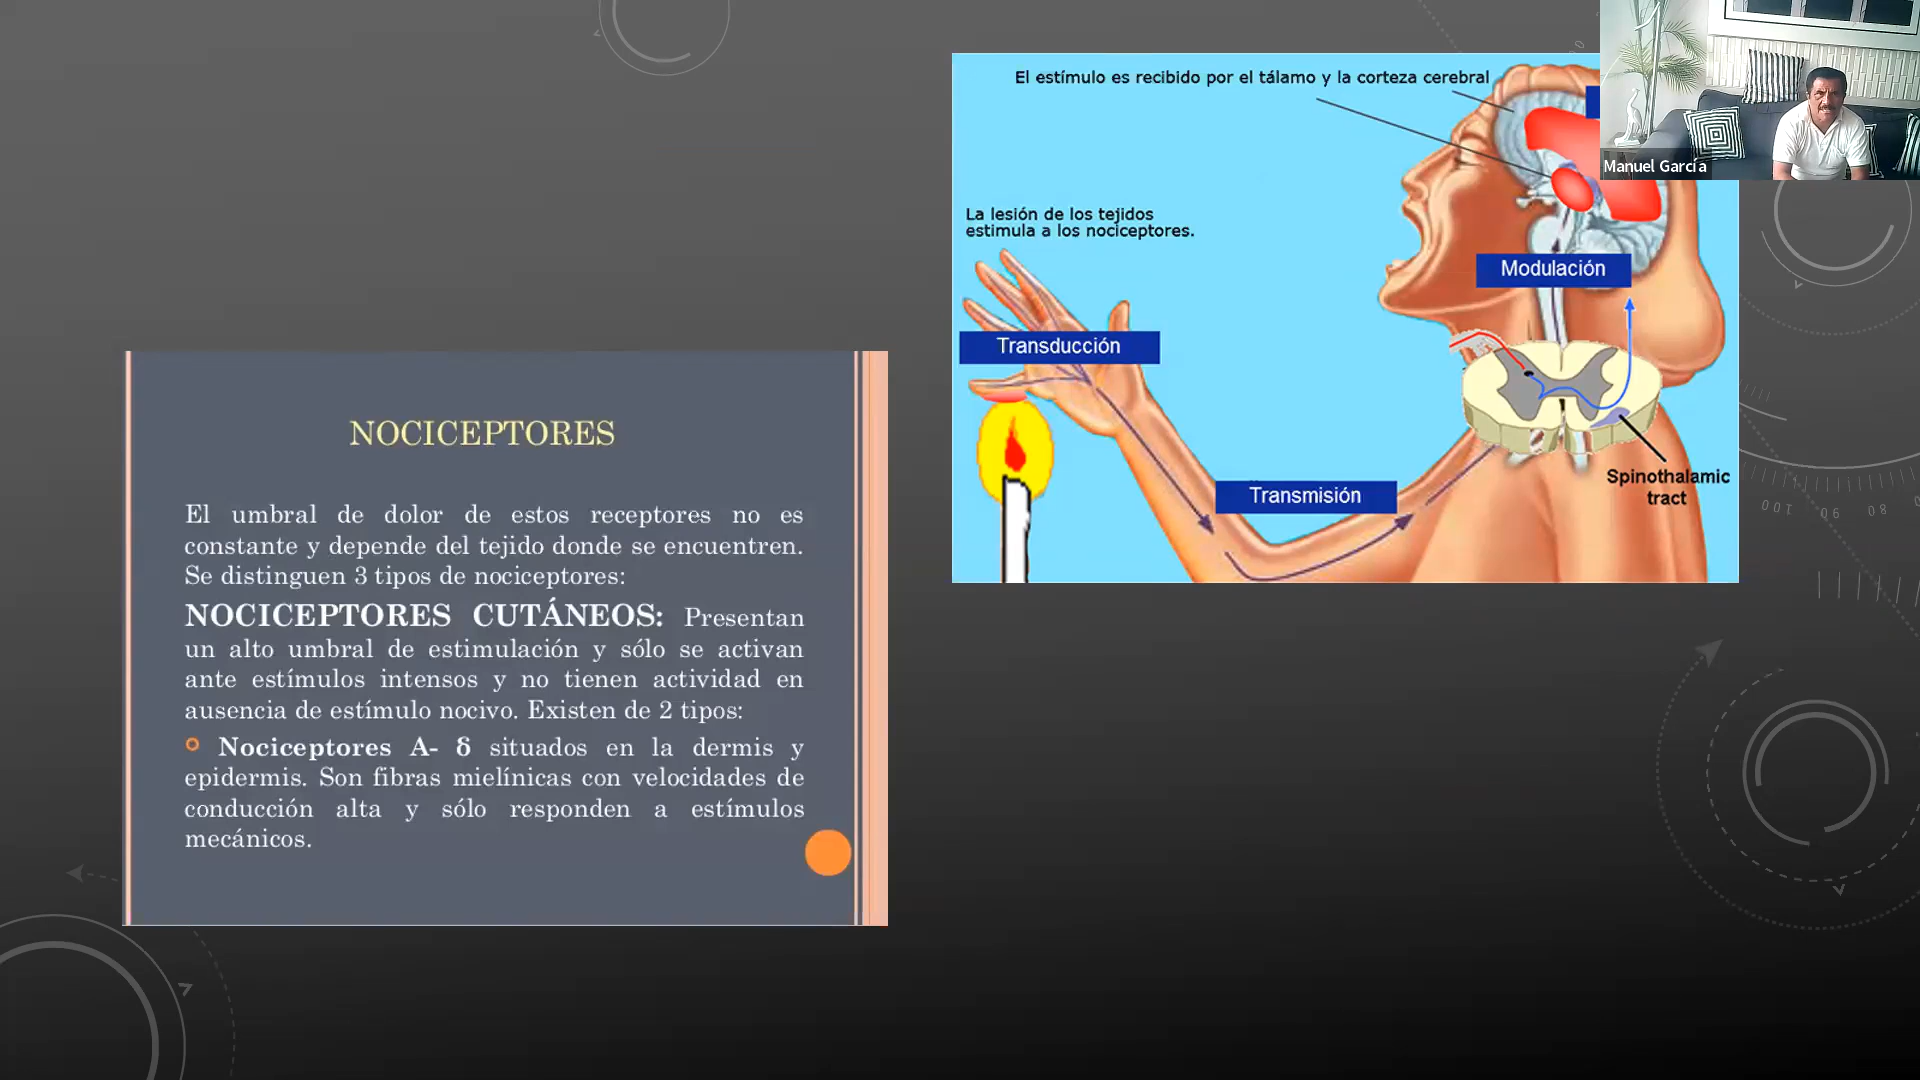 NOCICEPTORES
El umbral de dolor de estos receptores no es
constante y depende del tejido donde se encuentren.
Se distinguen 3 tipos de nociceptores:
NOCICEPTORES CUTÁNEOS: Presentan
un alto umbral de estimulación y sólo se activan
ante estímulos intensos y no tienen actividad en
ausencia de estímulo nocivo. Existen de 2 tipos:
Nociceptores A- δ situados en la dermis y
epidermis. Son fibras mielínicas con velocidades de
conducción alta y sólo responden a estímulos
mecánicos.
El estímulo es recibido por el tálamo y la corteza cerebral
La lesión de los tejidos
estimula a los nociceptores.
Modulación
Transducción
Transmisión
Spinothalamic
tract
Manuel García
100 90 80